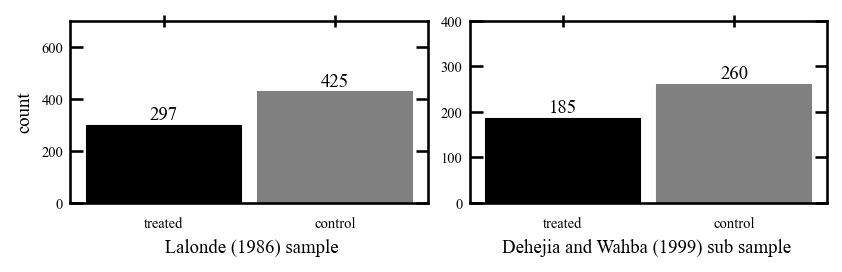 count
600
400
200
0
297
425
treated
control
Lalonde (1986) sample
400
300
200
100
0
185
260
treated
control
Dehejia and Wahba (1999) sub sample